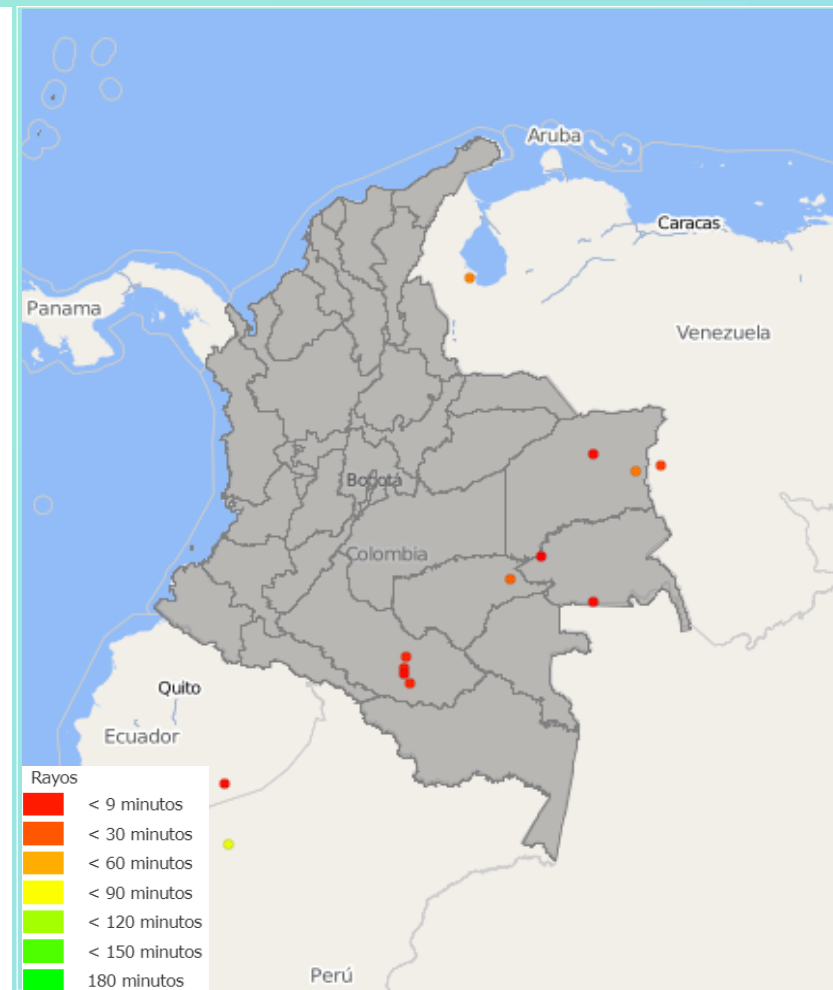 Aruba
Caracas
Panama
Venezuela
Bogotá
Colombia
Quito
Ecuador
Rayos
< 9 minutos
< 30 minutos
< 60 minutos
< 90 minutos
< 120 minutos
< 150 minutos
180 minutos
Perú